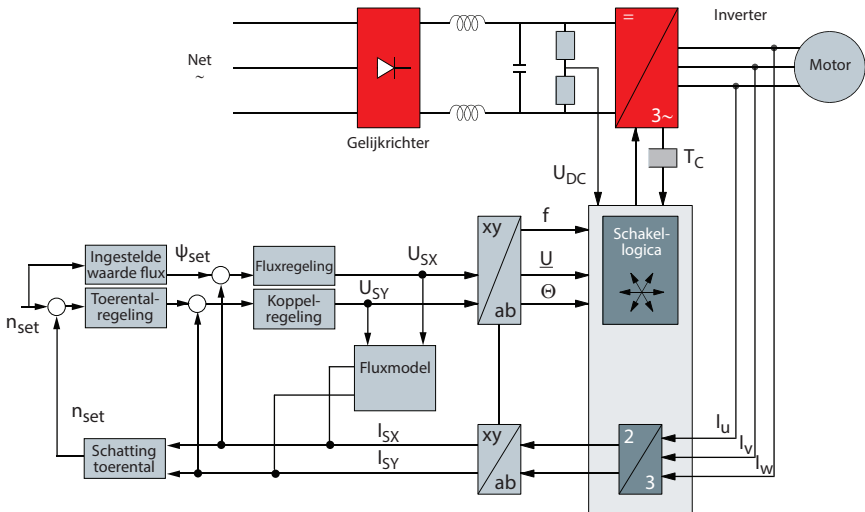 Inverter
Net
~
=
3~
Motor
Gelijkrichter
T_C
U_DC
Ingestelde
waarde flux
ψ_set
Fluxregeling
U_SX
xy
f
Schakel-
logica
U
Θ
ab
n_set
Toerental-
regeling
Koppel-
regeling
U_SY
Fluxmodel
n_set
Schatting
toerental
I_SX
I_SY
xy
ab
2
3
I_u
I_v
I_w